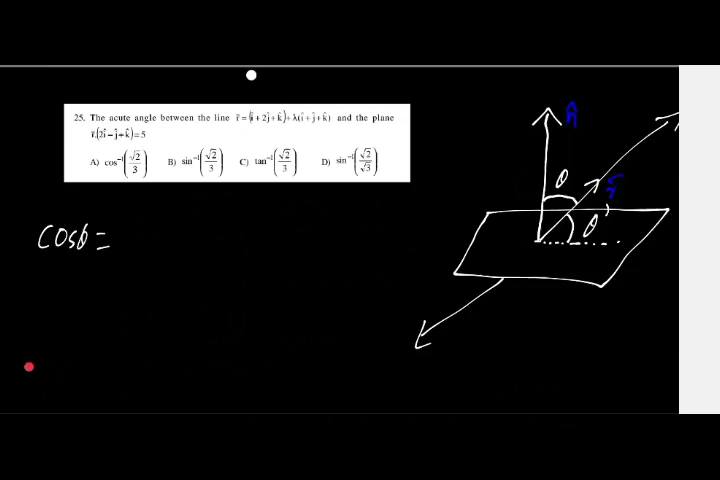 25. The acute angle between the line r̄ = (î + 2ĵ + k̂) + λ(î + ĵ + k̂) and the plane
r̄.(2î − ĵ + k̂) = 5
A) cos⁻¹(√2/3) B) sin⁻¹(√2/3) C) tan⁻¹(√2/3) D) sin⁻¹(√2/√3)
n̂
θ
r̄
θ'
cosθ =